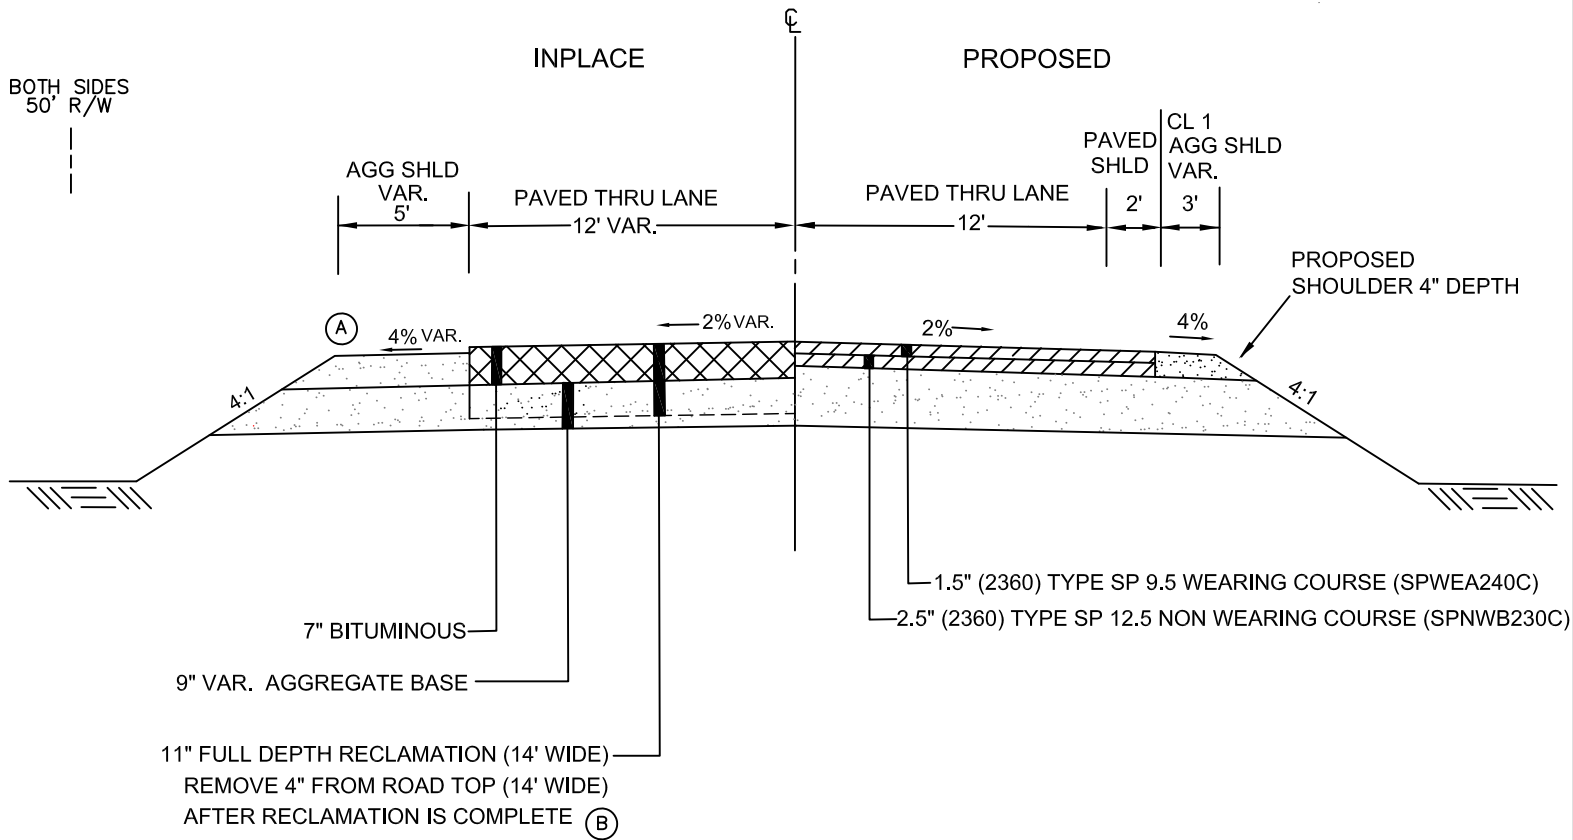 ℄
INPLACE
PROPOSED
BOTH SIDES
50' R/W
AGG SHLD
VAR.
5'
PAVED THRU LANE
12' VAR.
PAVED THRU LANE
12'
PAVED
SHLD
2'
CL 1
AGG SHLD
VAR.
3'
PROPOSED
SHOULDER 4" DEPTH
A
4% VAR.
2% VAR.
2%
4%
4:1
4:1
1.5" (2360) TYPE SP 9.5 WEARING COURSE (SPWEA240C)
2.5" (2360) TYPE SP 12.5 NON WEARING COURSE (SPNWB230C)
7" BITUMINOUS
9" VAR. AGGREGATE BASE
11" FULL DEPTH RECLAMATION (14' WIDE)
REMOVE 4" FROM ROAD TOP (14' WIDE)
AFTER RECLAMATION IS COMPLETE B